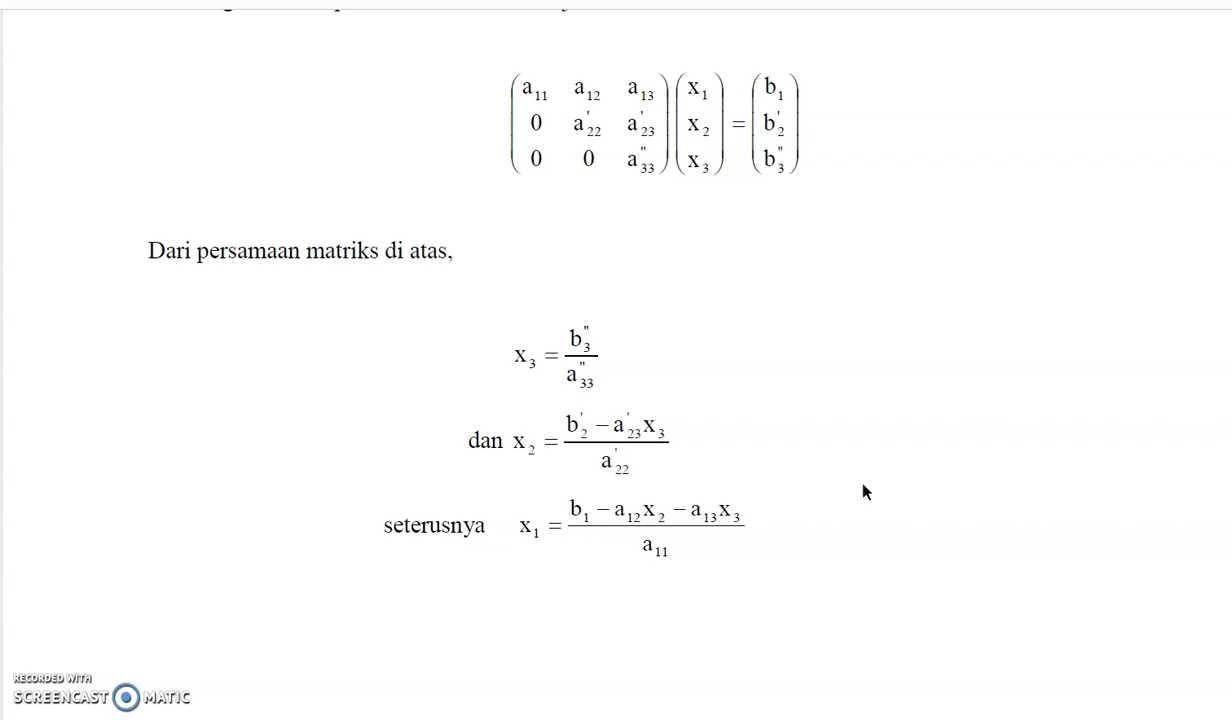 a₁₁ a₁₂ a₁₃ x₁ b₁
0 a'₂₂ a'₂₃ x₂ = b'₂
0 0 a"₃₃ x₃ b"₃
Dari persamaan matriks di atas,
x₃ = b"₃ / a"₃₃
dan x₂ = (b'₂ − a'₂₃x₃) / a'₂₂
seterusnya x₁ = (b₁ − a₁₂x₂ − a₁₃x₃) / a₁₁
RECORDED WITH
SCREENCAST MATIC